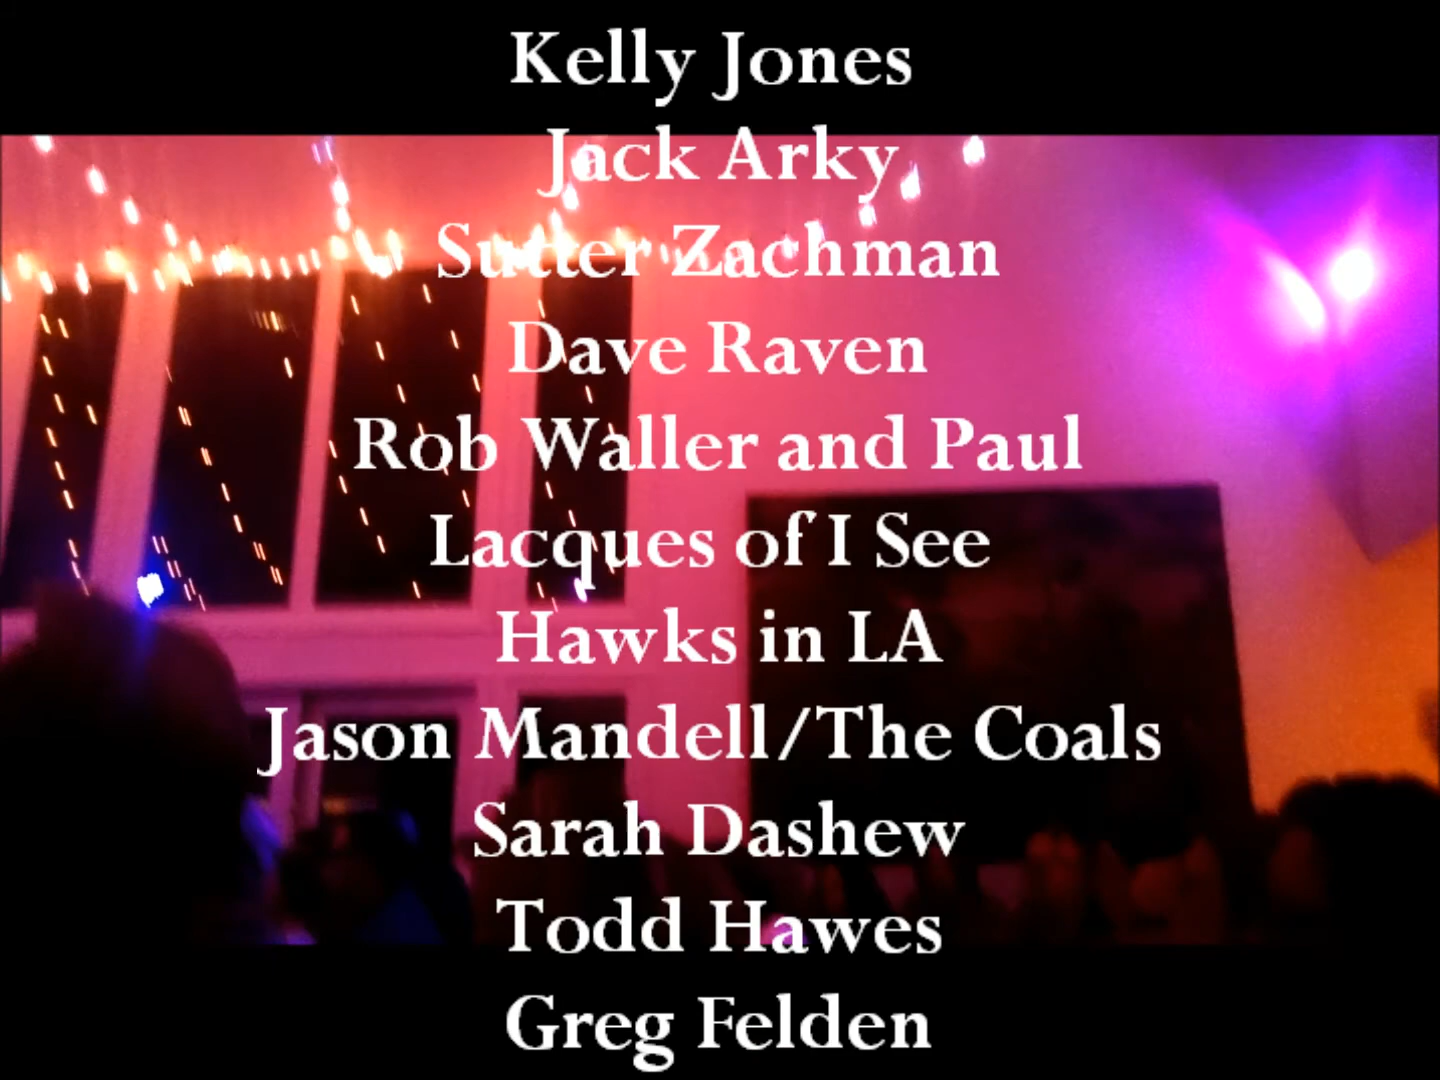 Kelly Jones
Jack Arky
Sutter Zachman
Dave Raven
Rob Waller and Paul
Lacques of I See
Hawks in LA
Jason Mandell/The Coals
Sarah Dashew
Todd Hawes
Greg Felden